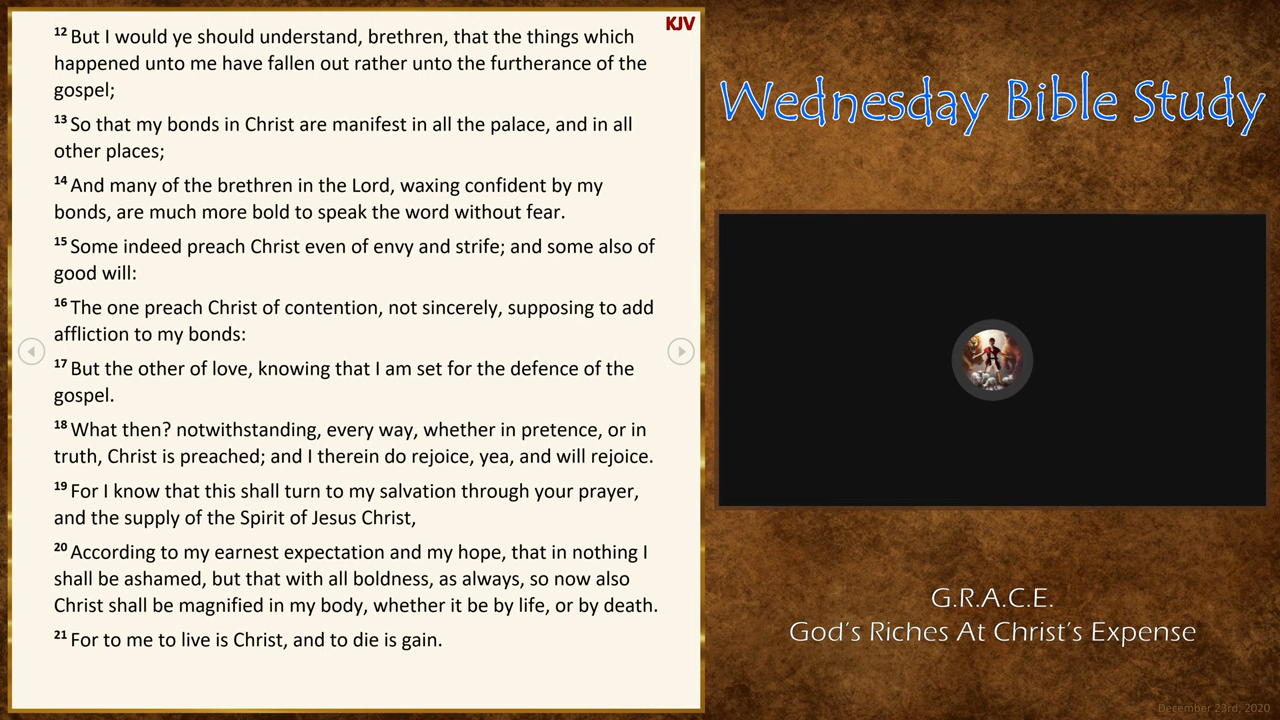 KJV
12 But I would ye should understand, brethren, that the things which
happened unto me have fallen out rather unto the furtherance of the
gospel;
13 So that my bonds in Christ are manifest in all the palace, and in all
other places;
14 And many of the brethren in the Lord, waxing confident by my
bonds, are much more bold to speak the word without fear.
15 Some indeed preach Christ even of envy and strife; and some also of
good will:
16 The one preach Christ of contention, not sincerely, supposing to add
affliction to my bonds:
17 But the other of love, knowing that I am set for the defence of the
gospel.
18 What then? notwithstanding, every way, whether in pretence, or in
truth, Christ is preached; and I therein do rejoice, yea, and will rejoice.
19 For I know that this shall turn to my salvation through your prayer,
and the supply of the Spirit of Jesus Christ,
20 According to my earnest expectation and my hope, that in nothing I
shall be ashamed, but that with all boldness, as always, so now also
Christ shall be magnified in my body, whether it be by life, or by death.
21 For to me to live is Christ, and to die is gain.
Wednesday Bible Study
G.R.A.C.E.
God's Riches At Christ's Expense
December 23rd, 2020